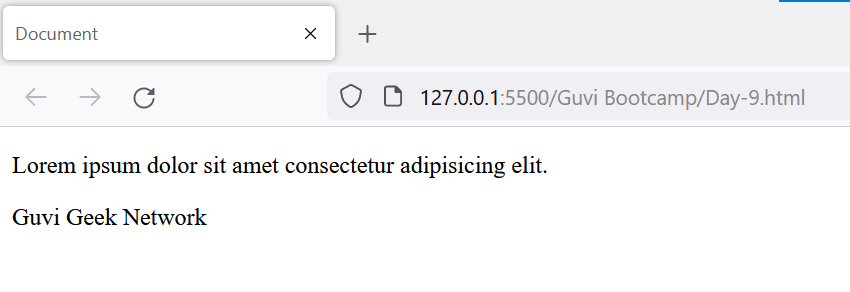 Document
127.0.0.1:5500/Guvi Bootcamp/Day-9.html
Lorem ipsum dolor sit amet consectetur adipisicing elit.
Guvi Geek Network